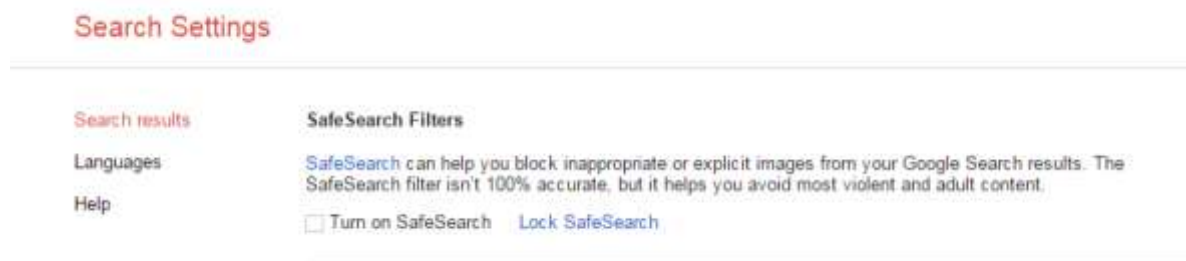 Search Settings
Search results
Languages
Help
SafeSearch Filters
SafeSearch can help you block inappropriate or explicit images from your Google Search results. The
SafeSearch filter isn't 100% accurate, but it helps you avoid most violent and adult content.
Turn on SafeSearch Lock SafeSearch